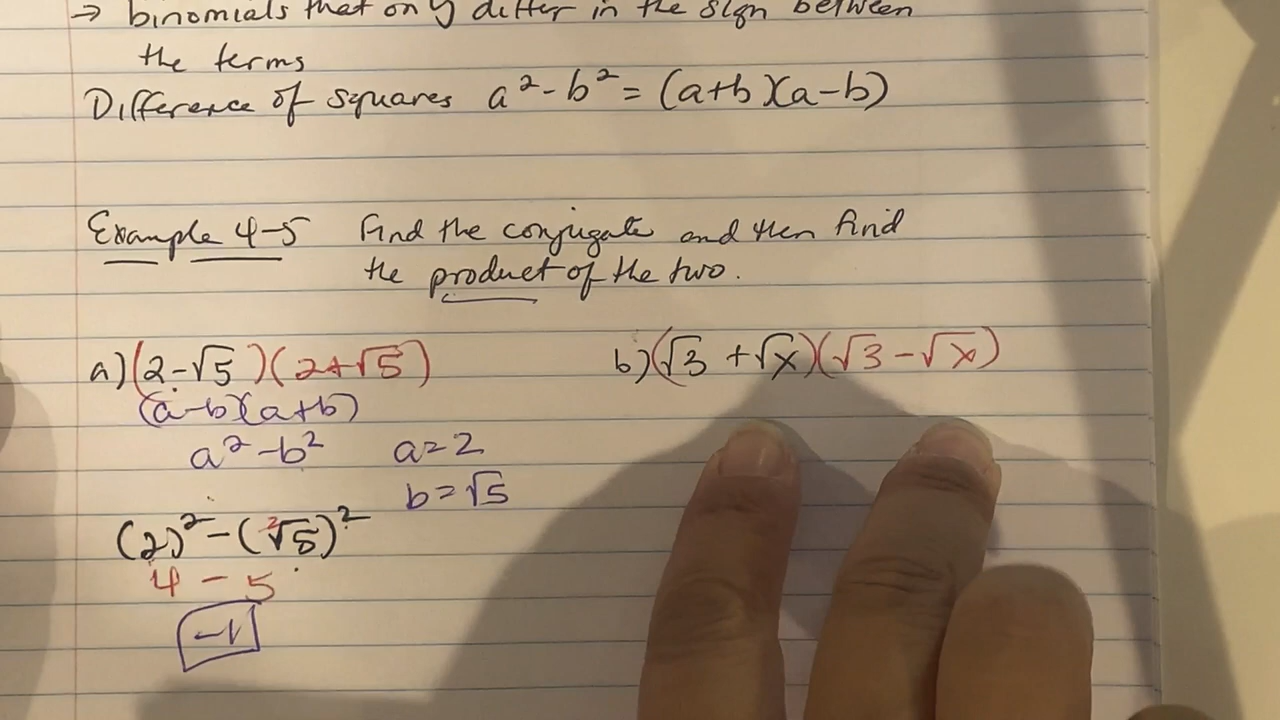 → binomials that only differ in the sign between
the terms
Difference of squares a² - b² = (a+b)(a-b)
Example 4-5 Find the conjugate and then find
the product of the two.
a) (2-√5)(2+√5)
(a-b)(a+b)
a² - b² a=2
b=√5
(2)² - (²√5)²
4 - 5
-1
b) (√3 + √x)(√3 - √x)